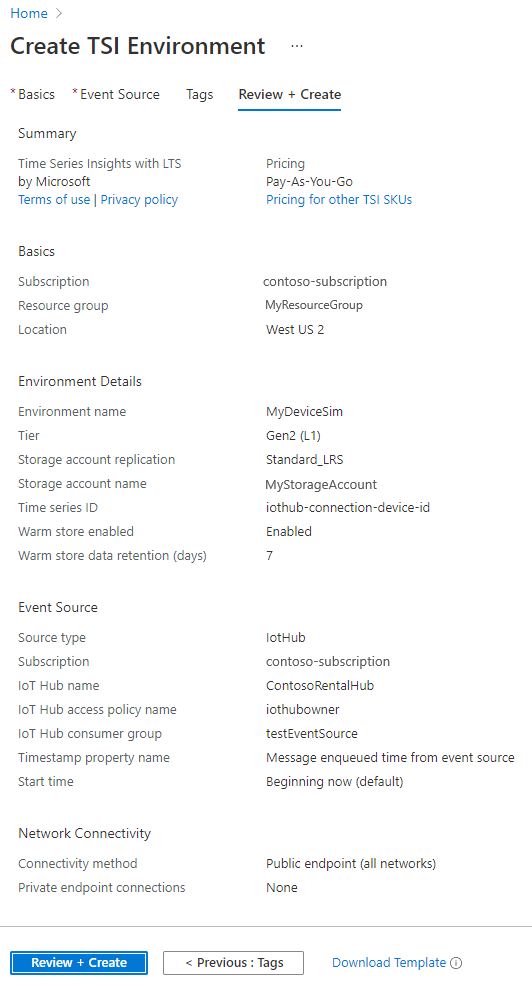 Home >
Create TSI Environment ...
* Basics * Event Source Tags Review + Create
Summary
Time Series Insights with LTS Pricing
by Microsoft Pay-As-You-Go
Terms of use | Privacy policy Pricing for other TSI SKUs
Basics
Subscription contoso-subscription
Resource group MyResourceGroup
Location West US 2
Environment Details
Environment name MyDeviceSim
Tier Gen2 (L1)
Storage account replication Standard_LRS
Storage account name MyStorageAccount
Time series ID iothub-connection-device-id
Warm store enabled Enabled
Warm store data retention (days) 7
Event Source
Source type IotHub
Subscription contoso-subscription
IoT Hub name ContosoRentalHub
IoT Hub access policy name iothubowner
IoT Hub consumer group testEventSource
Timestamp property name Message enqueued time from event source
Start time Beginning now (default)
Network Connectivity
Connectivity method Public endpoint (all networks)
Private endpoint connections None
Review + Create < Previous : Tags Download Template